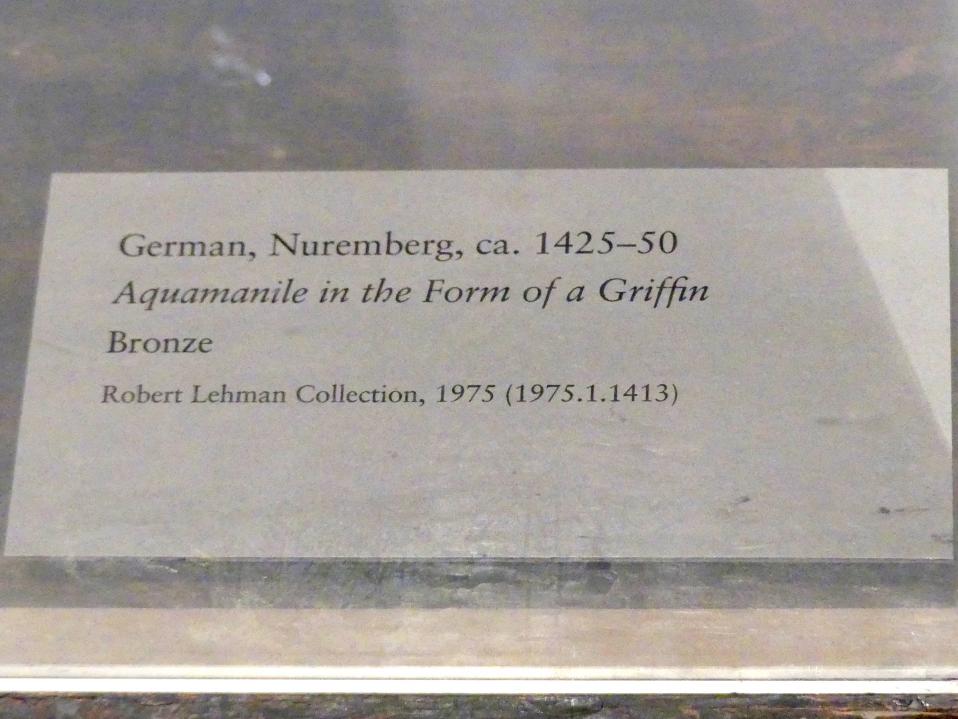 German, Nuremberg, ca. 1425–50
Aquamanile in the Form of a Griffin
Bronze
Robert Lehman Collection, 1975 (1975.1.1413)